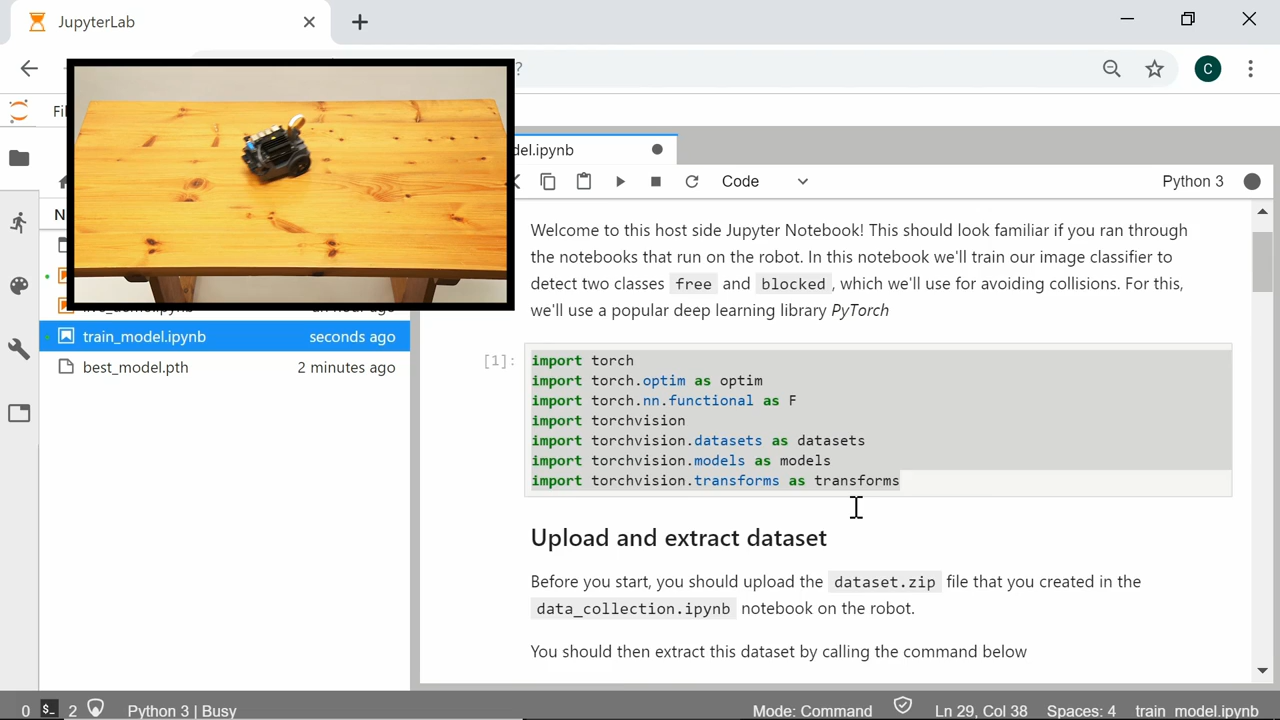 JupyterLab
?
C
Fil
del.ipynb
Code
Python 3
N
train_model.ipynb seconds ago
best_model.pth 2 minutes ago
Welcome to this host side Jupyter Notebook! This should look familiar if you ran through
the notebooks that run on the robot. In this notebook we'll train our image classifier to
detect two classes free and blocked , which we'll use for avoiding collisions. For this,
we'll use a popular deep learning library PyTorch
[1]:
import torch
import torch.optim as optim
import torch.nn.functional as F
import torchvision
import torchvision.datasets as datasets
import torchvision.models as models
import torchvision.transforms as transforms
Upload and extract dataset
Before you start, you should upload the dataset.zip file that you created in the
data_collection.ipynb notebook on the robot.
You should then extract this dataset by calling the command below
0 $_ 2 Python 3 | Busy Mode: Command Ln 29, Col 38 Spaces: 4 train_model.ipynb